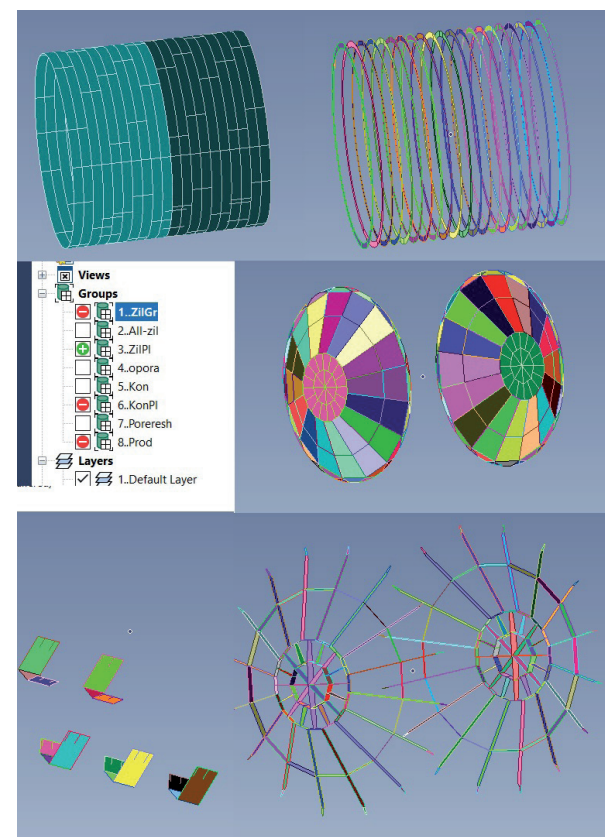 Views
Groups
1..ZilGr
2..All-zil
3..ZilPl
4..opora
5..Kon
6..KonPl
7..Poreresh
8..Prod
Layers
1..Default Layer